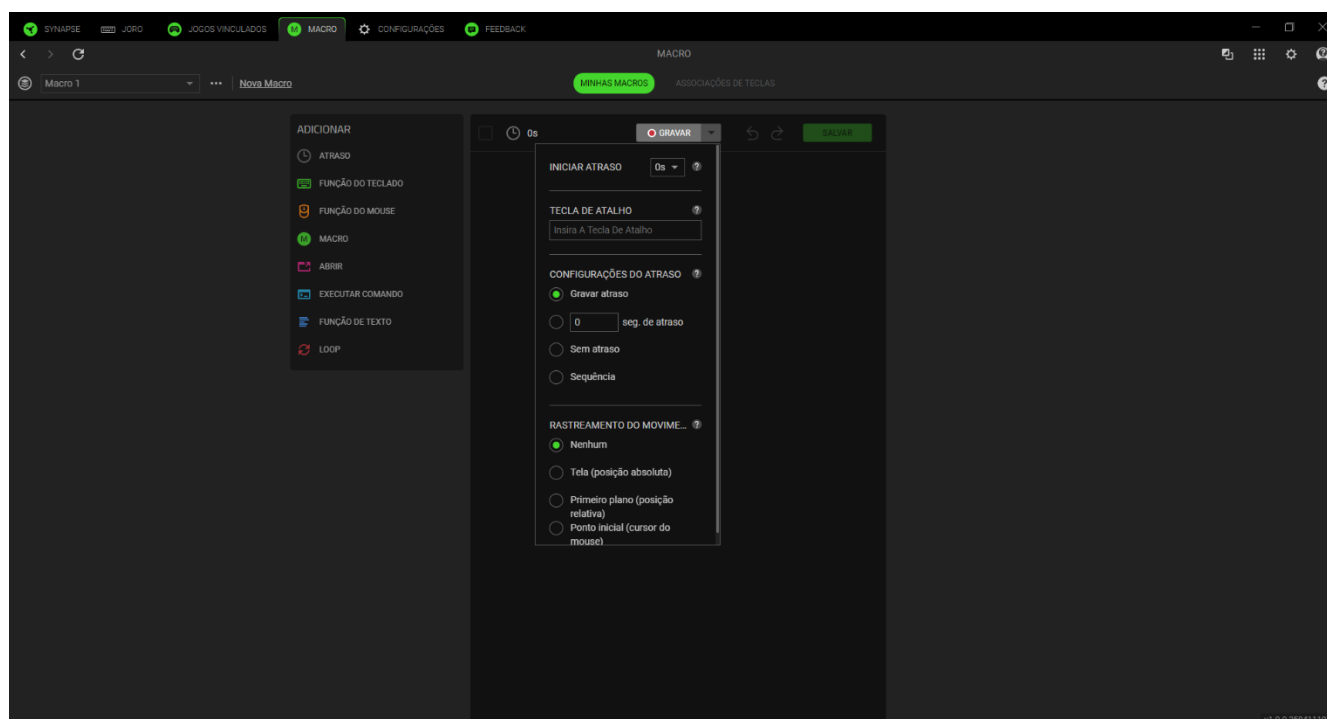 SYNAPSE JORO JOGOS VINCULADOS MACRO CONFIGURAÇÕES FEEDBACK
MACRO
Macro 1 Nova Macro MINHAS MACROS ASSOCIAÇÕES DE TECLAS
ADICIONAR
ATRASO
FUNÇÃO DO TECLADO
FUNÇÃO DO MOUSE
MACRO
ABRIR
EXECUTAR COMANDO
FUNÇÃO DE TEXTO
LOOP
0s GRAVAR SALVAR
INICIAR ATRASO 0s
TECLA DE ATALHO
Insira A Tecla De Atalho
CONFIGURAÇÕES DO ATRASO
Gravar atraso
0 seg. de atraso
Sem atraso
Sequência
RASTREAMENTO DO MOVIME...
Nenhum
Tela (posição absoluta)
Primeiro plano (posição
relativa)
Ponto inicial (cursor do
mouse)